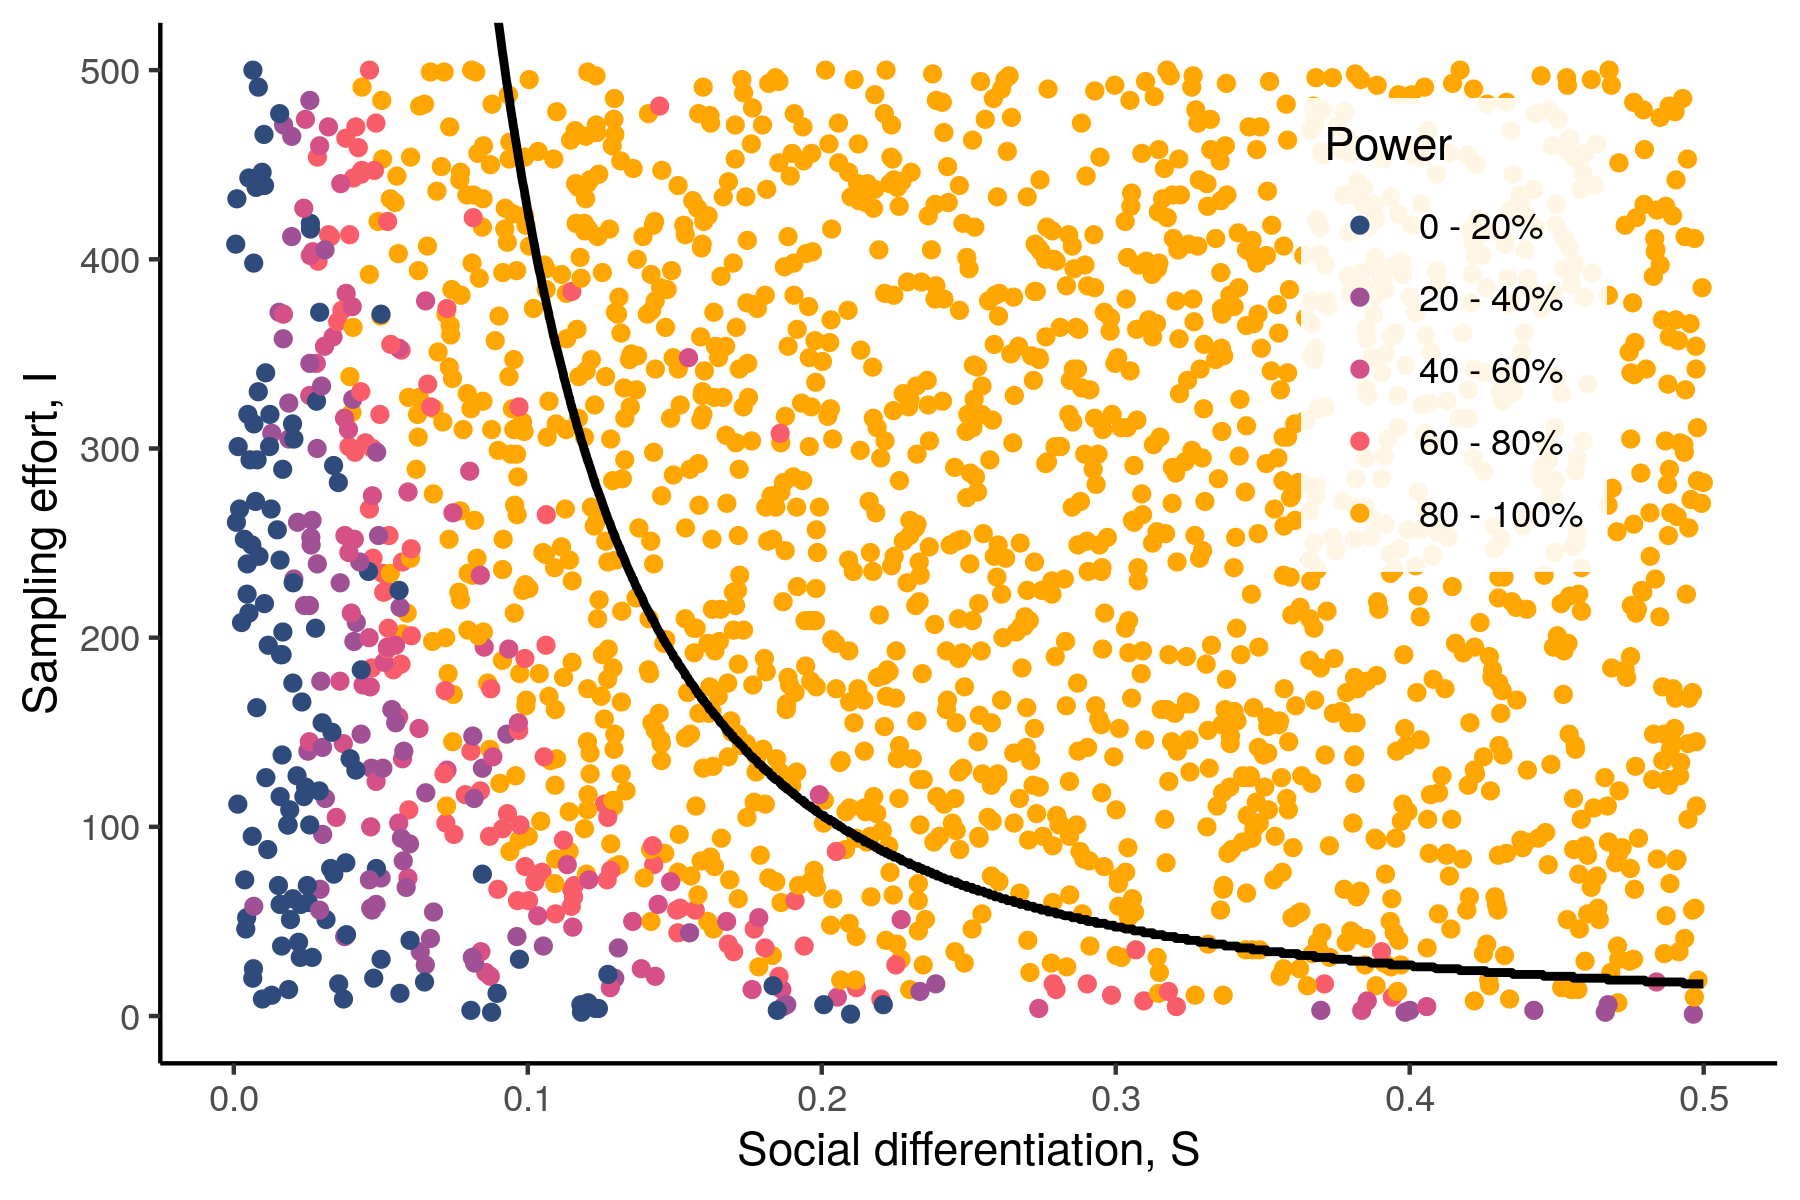 500
400
300
200
100
0
Sampling effort, I
Power
0 - 20%
20 - 40%
40 - 60%
60 - 80%
80 - 100%
0.0 0.1 0.2 0.3 0.4 0.5
Social differentiation, S